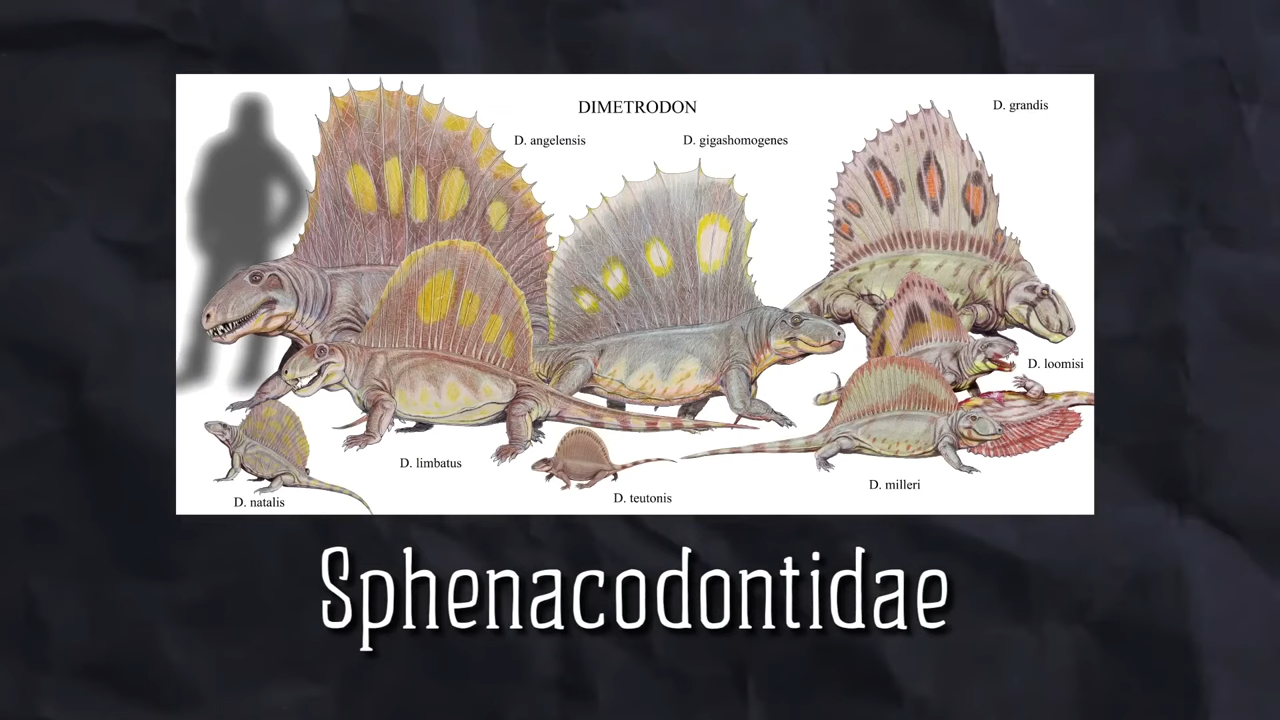 DIMETRODON
D. grandis
D. angelensis
D. gigashomogenes
D. loomisi
D. limbatus
D. milleri
D. natalis
D. teutonis
Sphenacodontidae